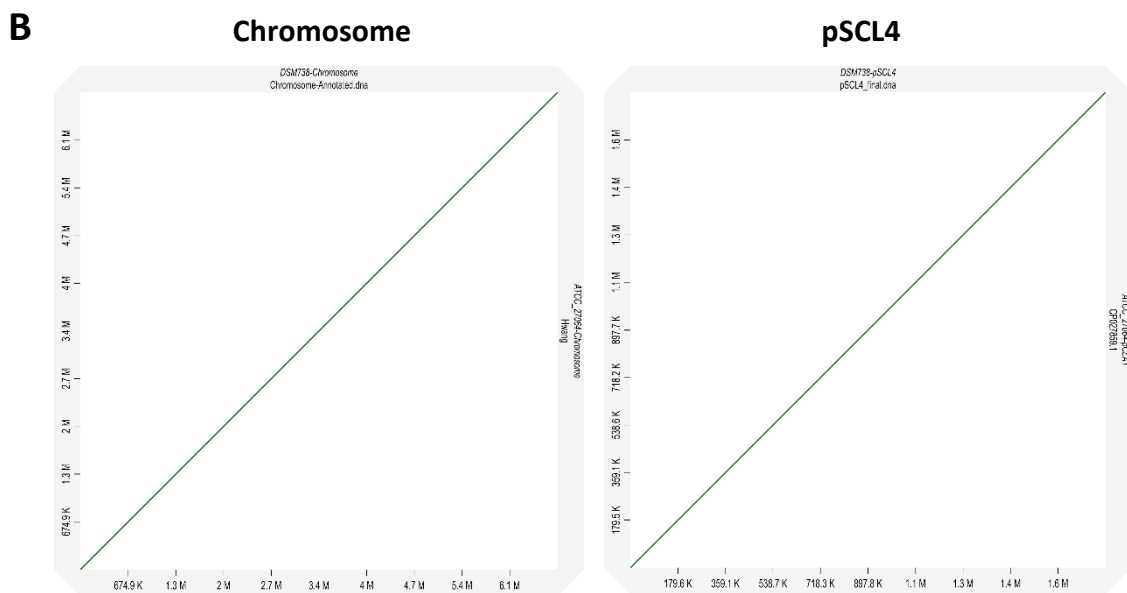 B
Chromosome
pSCL4
DSM738-Chromosome
Chromosome-Annotated.dna
6.1 M
5.4 M
4.7 M
4 M
3.4 M
2.7 M
2 M
1.3 M
674.9 K
674.9 K
1.3 M
2 M
2.7 M
3.4 M
4 M
4.7 M
5.4 M
6.1 M
ATCC_27064-Chromosome
Hwang
DSM738-pSCL4
pSCL4_final.dna
1.6 M
1.4 M
1.3 M
1.1 M
897.7 K
718.2 K
538.6 K
359.1 K
179.5 K
179.6 K
359.1 K
538.7 K
718.3 K
897.8 K
1.1 M
1.3 M
1.4 M
1.6 M
CP027859.1